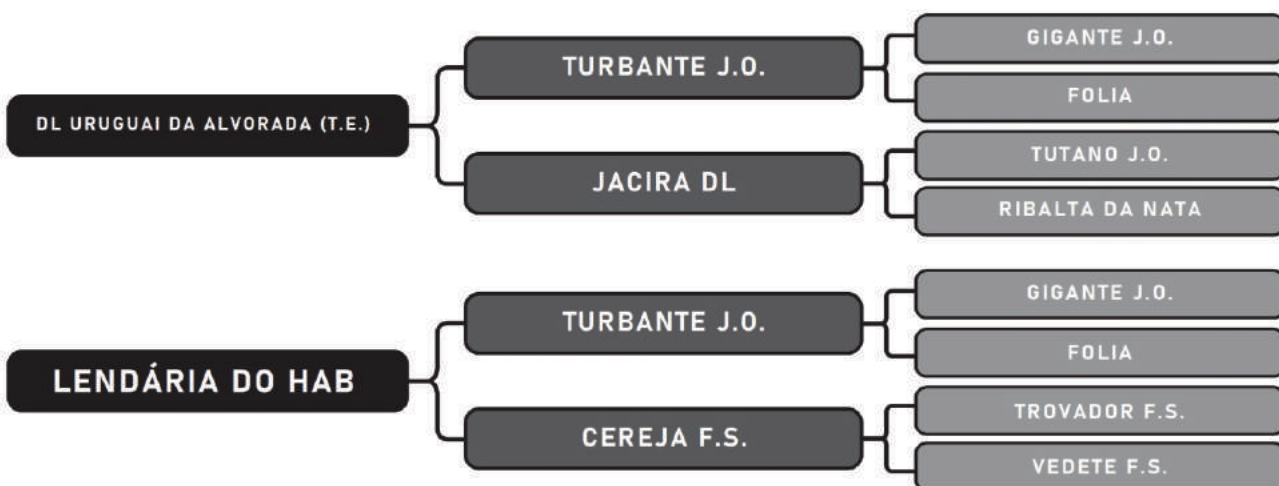 TURBANTE J.O.
GIGANTE J.O.
FOLIA
DL URUGUAI DA ALVORADA (T.E.)
JACIRA DL
TUTANO J.O.
RIBALTA DA NATA
TURBANTE J.O.
GIGANTE J.O.
FOLIA
LENDÁRIA DO HAB
CEREJA F.S.
TROVADOR F.S.
VEDETE F.S.